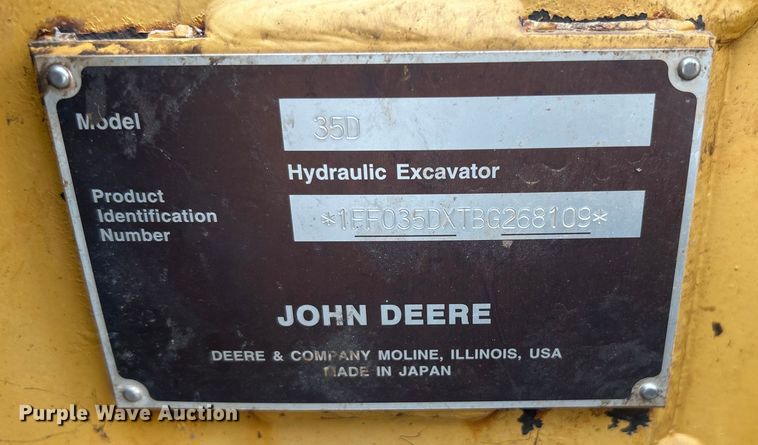 Model
35D
Hydraulic Excavator
Product
Identification
Number
*1FF035DXTBG268109*
JOHN DEERE
DEERE & COMPANY MOLINE, ILLINOIS, USA
MADE IN JAPAN
Purple Wave Auction